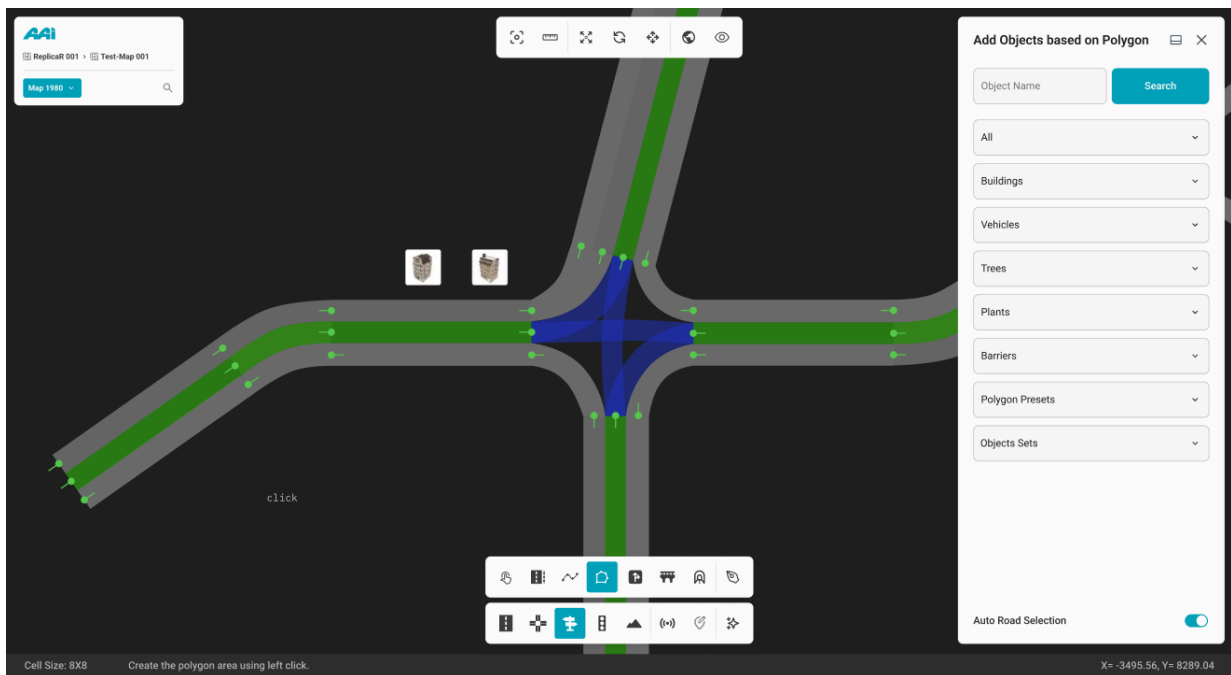 AAI
ReplicaR 001 > Test-Map 001
Map 1980
Add Objects based on Polygon
Object Name
Search
All
Buildings
Vehicles
Trees
Plants
Barriers
Polygon Presets
Objects Sets
click
Auto Road Selection
Cell Size: 8X8 Create the polygon area using left click. X= -3495.56, Y= 8289.04